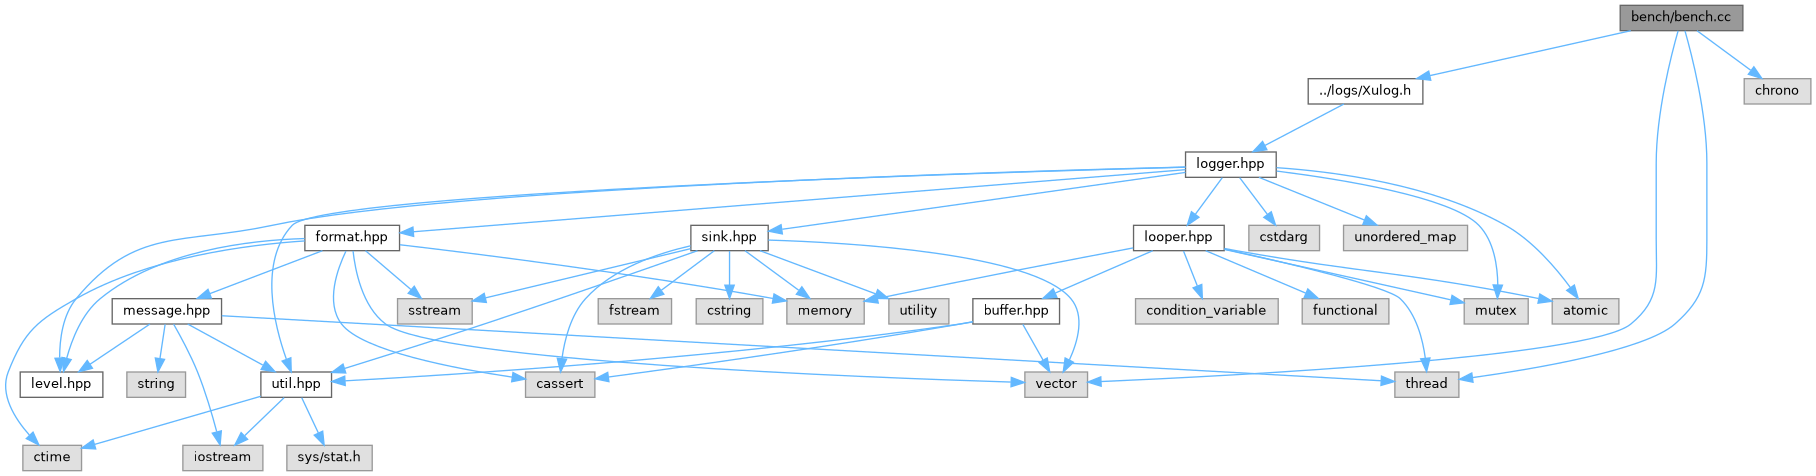 bench/bench.cc
../logs/Xulog.h
chrono
logger.hpp
format.hpp
sink.hpp
looper.hpp
cstdarg
unordered_map
message.hpp
sstream
fstream
cstring
memory
utility
buffer.hpp
condition_variable
functional
mutex
atomic
level.hpp
string
util.hpp
cassert
vector
thread
ctime
iostream
sys/stat.h